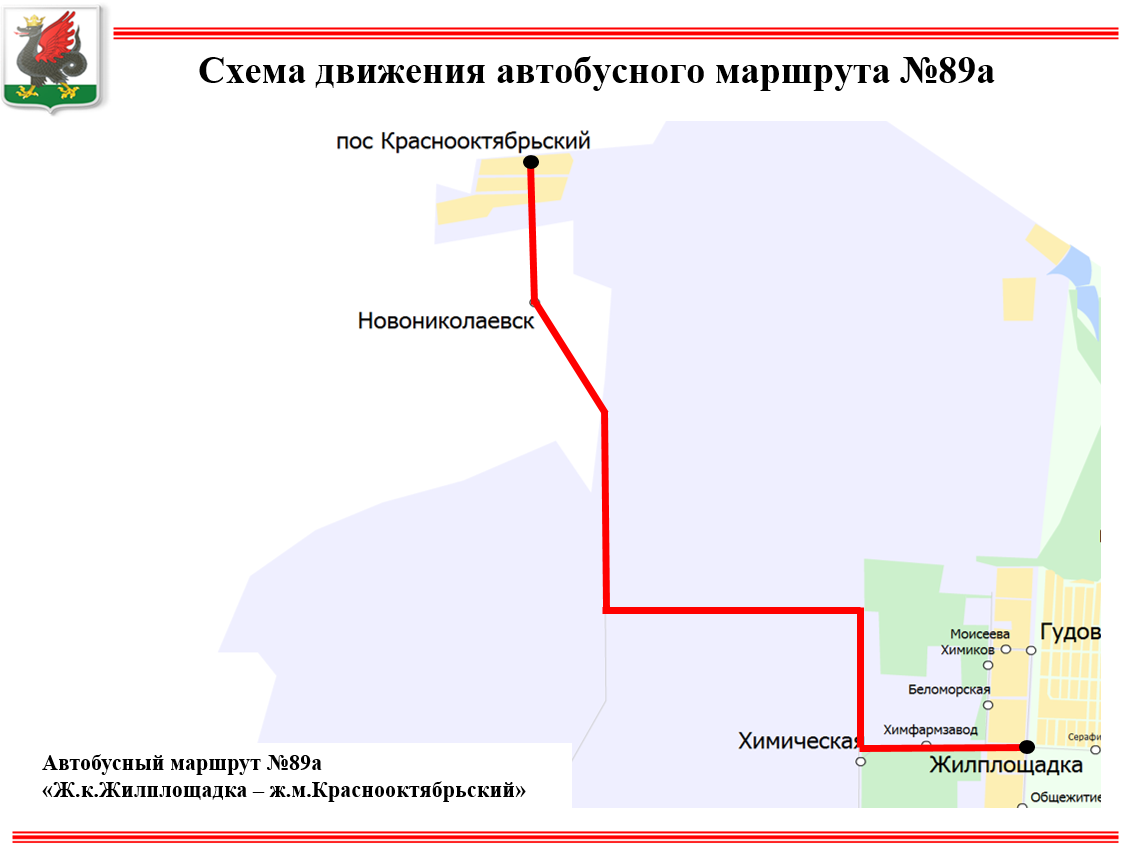 Схема движения автобусного маршрута №89а
пос Краснооктябрьский
Новониколаевск
Моисеева
Гудов
Химиков
Беломорская
Химфармзавод
Химическая
Серафи
Жилплощадка
Автобусный маршрут №89а
«Ж.к.Жилплощадка – ж.м.Краснооктябрьский»
Общежитие